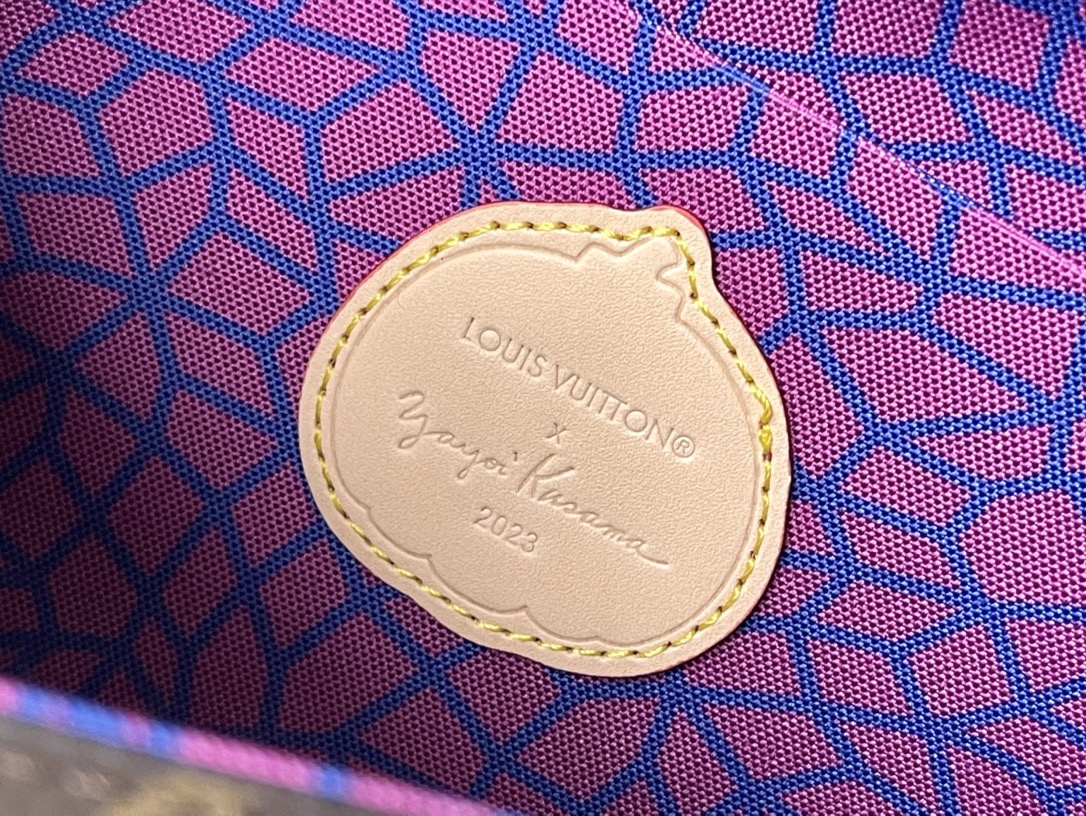 LOUIS VUITTON®
x
Yayoi Kusama
2023